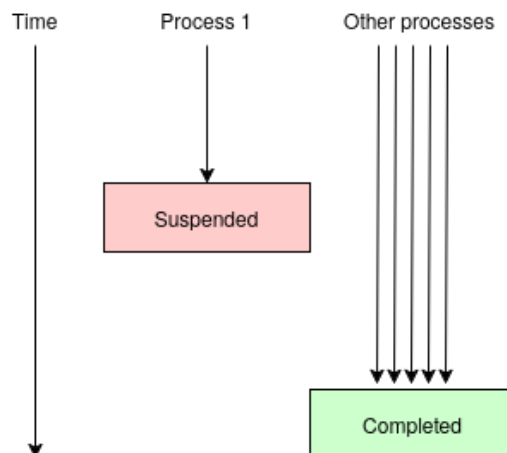 Time
Process 1
Other processes
Suspended
Completed